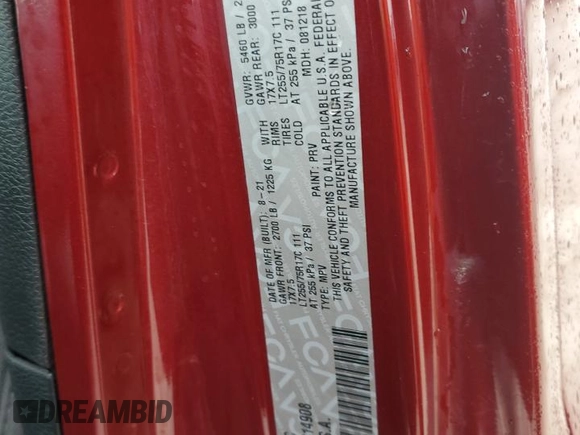 DATE OF MFR (BUILT): 8-21 GVWR: 5460 LB
GAWR FRONT: 2700 LB / 1225 KG WITH GAWR REAR: 3000
17X7.5 RIMS 17X7.5
LT255/75R17C 111 TIRES LT255/75R17C 111
AT 255 kPa / 37 PSI COLD AT 255 kPa / 37 PSI
TYPE: MPV PAINT: PRV MDH: 081218
THIS VEHICLE CONFORMS TO ALL APPLICABLE U.S.A. FEDERAL
SAFETY AND THEFT PREVENTION STANDARDS IN EFFECT
MANUFACTURE SHOWN ABOVE.
14908
S.A.
FCA
DREAMBID